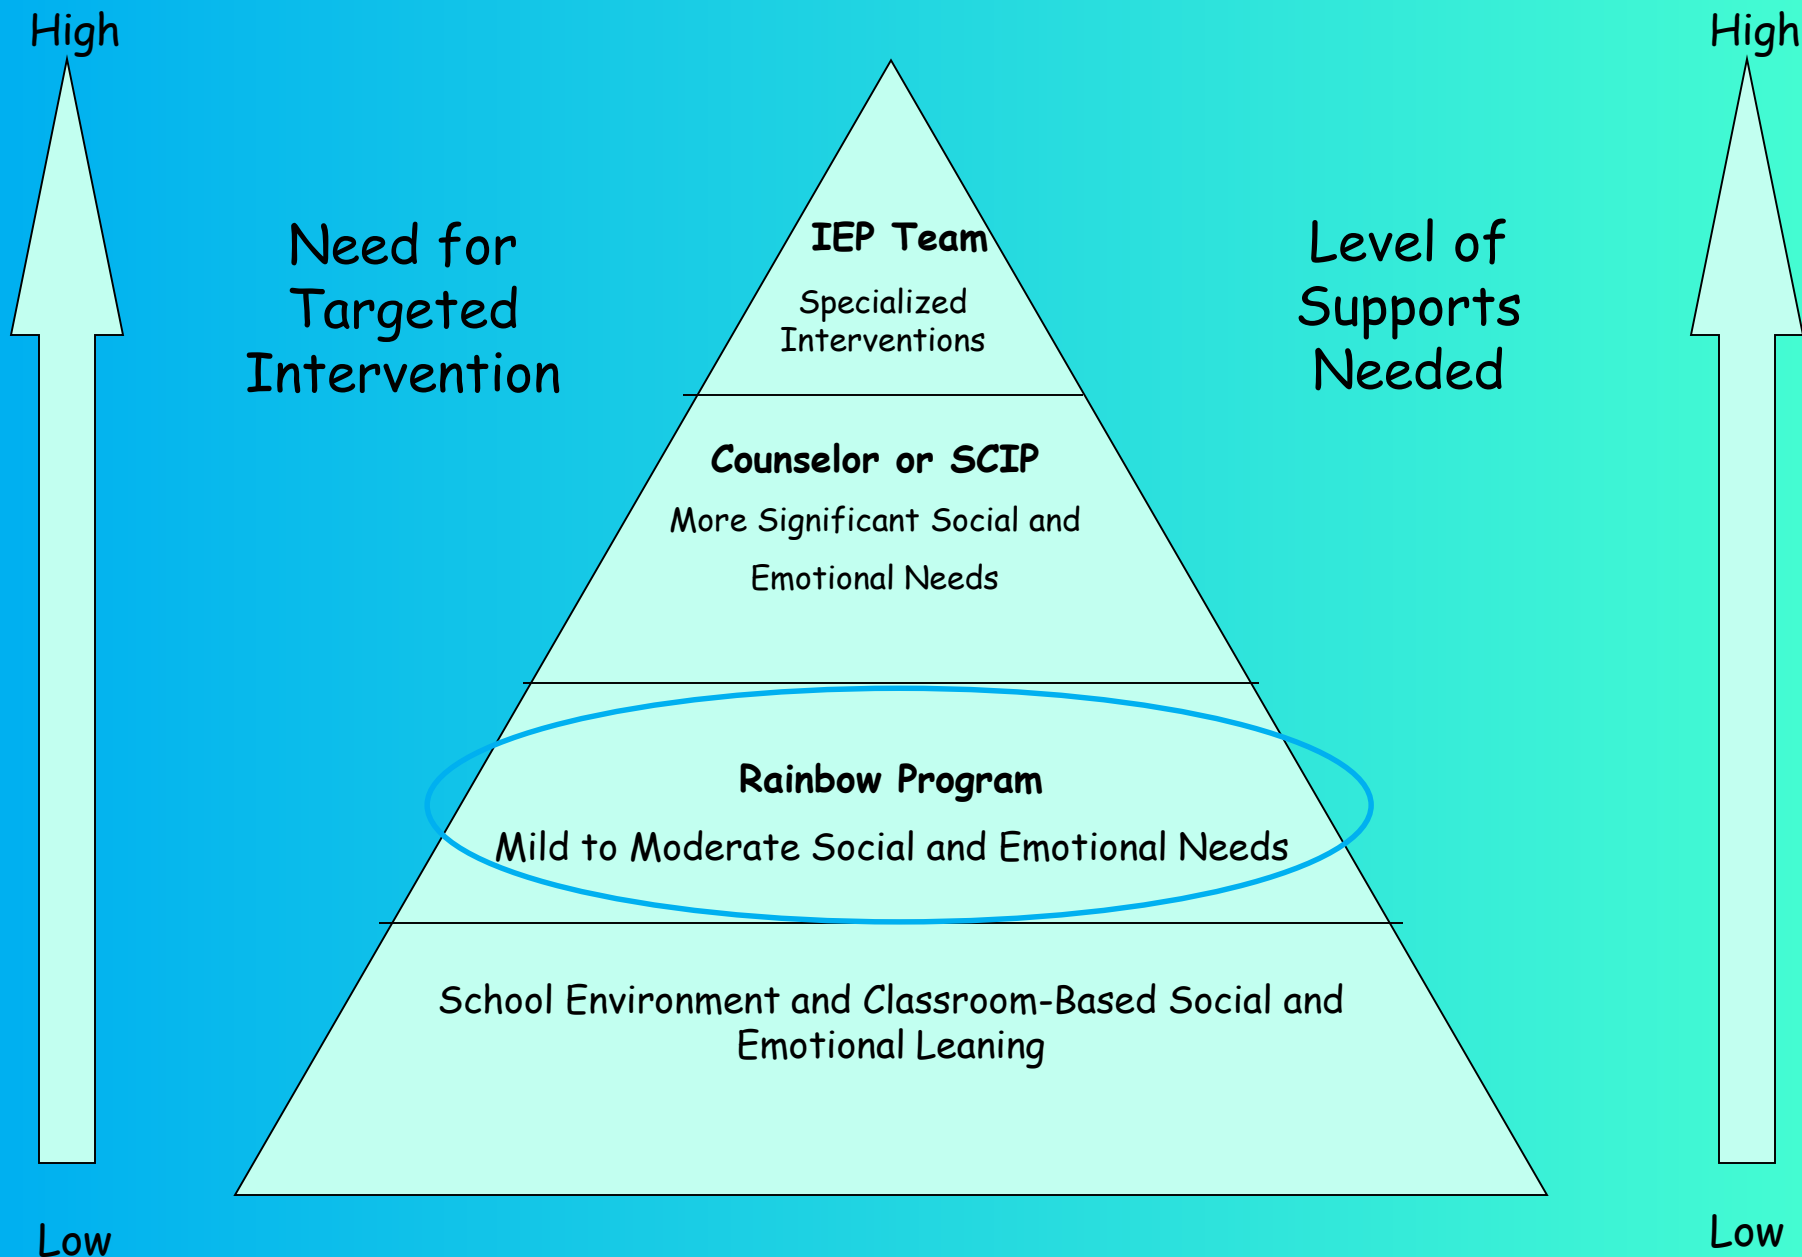 High
High
Need for
Targeted
Intervention
Level of
Supports
Needed
IEP Team
Specialized
Interventions
Counselor or SCIP
More Significant Social and
Emotional Needs
Rainbow Program
Mild to Moderate Social and Emotional Needs
School Environment and Classroom-Based Social and
Emotional Leaning
Low
Low